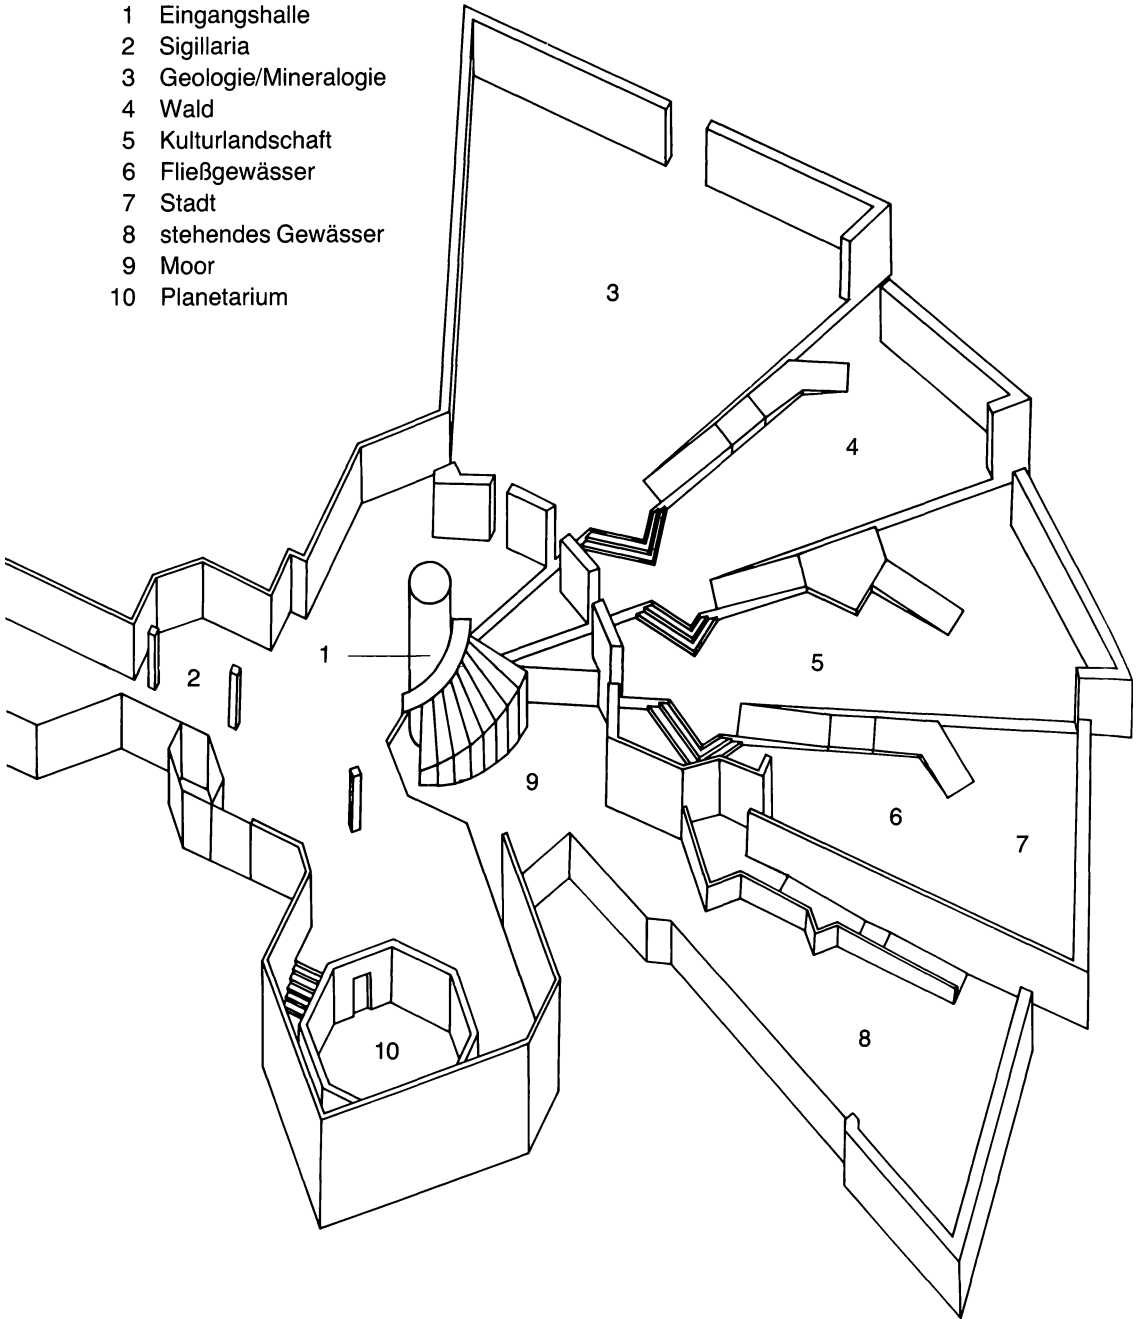 1 Eingangshalle
2 Sigillaria
3 Geologie/Mineralogie
4 Wald
5 Kulturlandschaft
6 Fließgewässer
7 Stadt
8 stehendes Gewässer
9 Moor
10 Planetarium
3
4
1
5
2
9
6
7
8
10